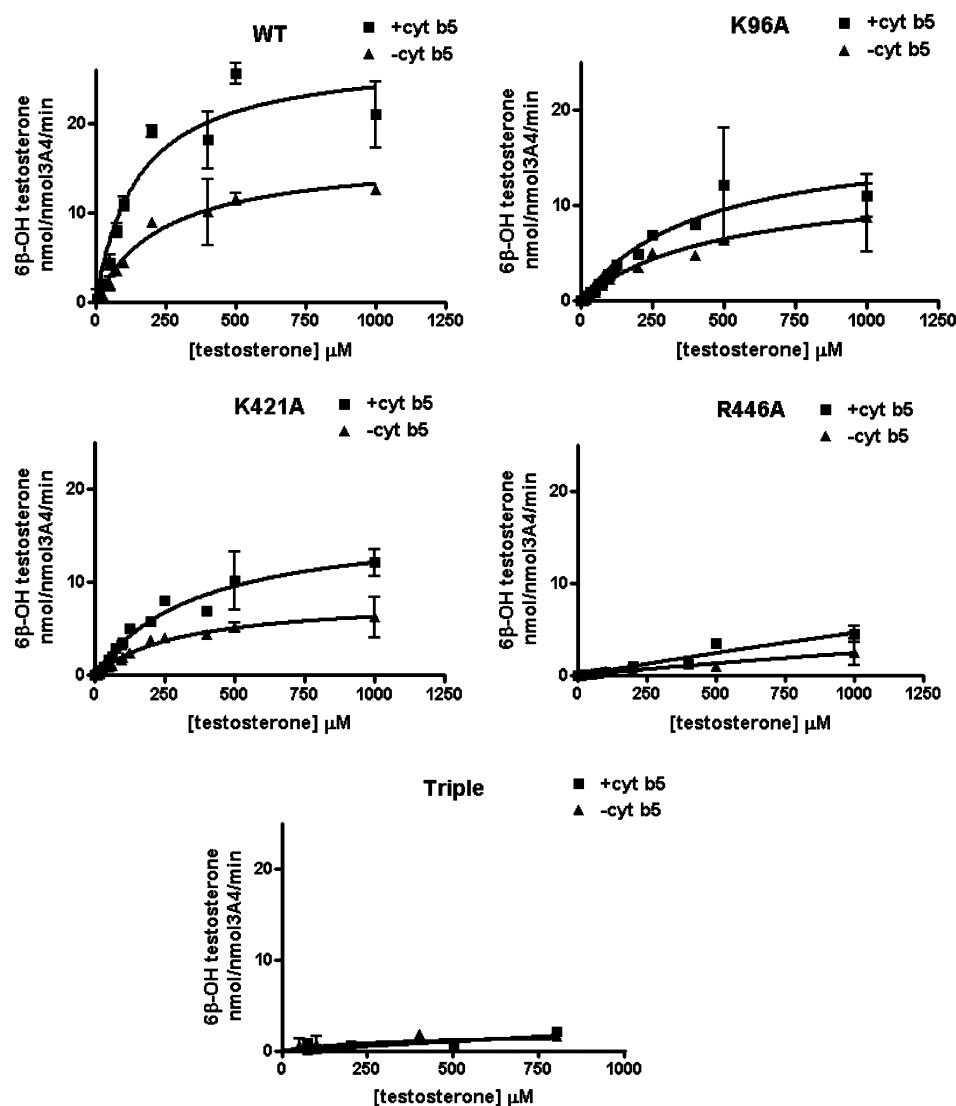 WT
+cyt b5
-cyt b5
6β-OH testosterone
nmol/nmol3A4/min
20
10
0
0
250
500
750
1000
1250
[testosterone] μM
K96A
+cyt b5
-cyt b5
6β-OH testosterone
nmol/nmol3A4/min
20
10
0
0
250
500
750
1000
1250
[testosterone] μM
K421A
+cyt b5
-cyt b5
6β-OH testosterone
nmol/nmol3A4/min
20
10
0
0
250
500
750
1000
1250
[testosterone] μM
R446A
+cyt b5
-cyt b5
6β-OH testosterone
nmol/nmol3A4/min
20
10
0
0
250
500
750
1000
1250
[testosterone] μM
Triple
+cyt b5
-cyt b5
6β-OH testosterone
nmol/nmol3A4/min
20
10
0
0
250
500
750
1000
[testosterone] μM